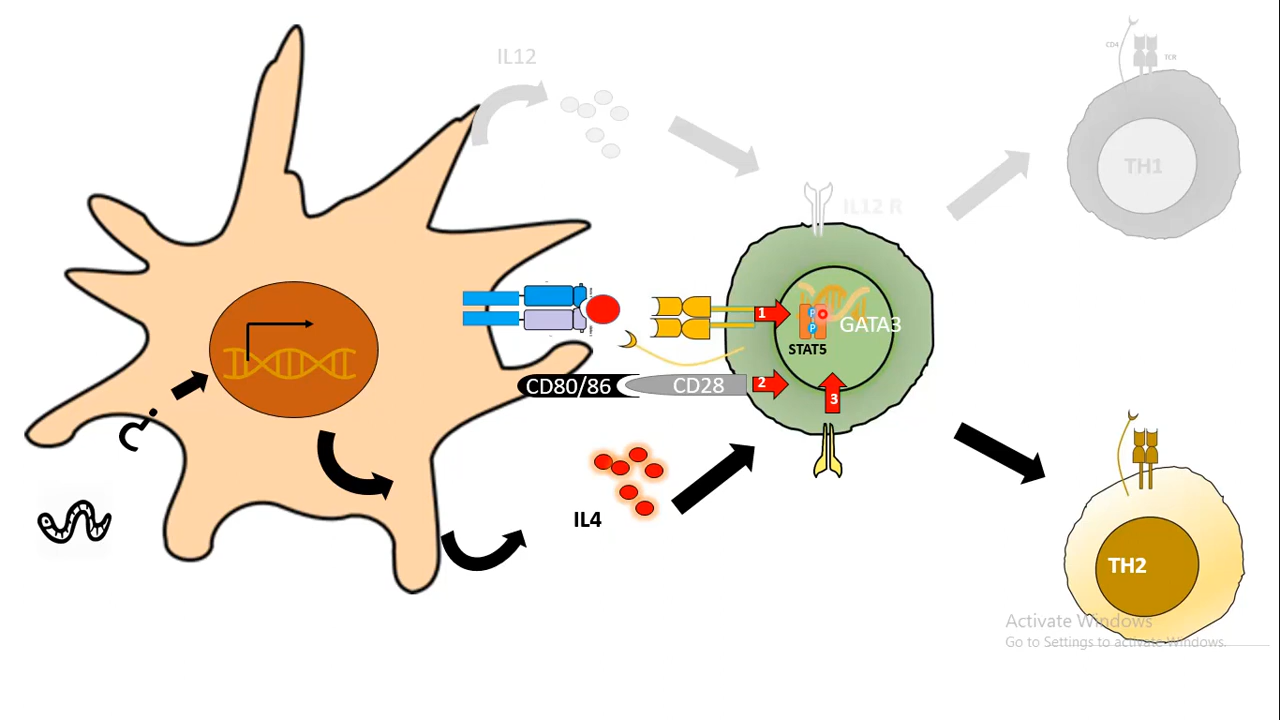 IL12
CD4
TCR
TH1
IL12 R
1
P
P
GATA3
STAT5
CD80/86
CD28
2
3
IL4
TH2
Activate Windows
Go to Settings to activate Windows.